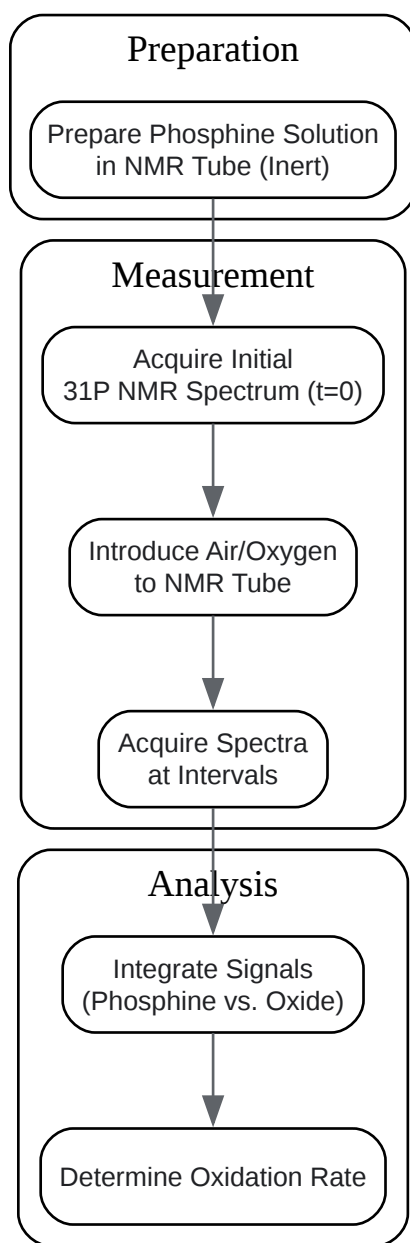 Preparation
Prepare Phosphine Solution
in NMR Tube (Inert)
Measurement
Acquire Initial
31P NMR Spectrum (t=0)
Introduce Air/Oxygen
to NMR Tube
Acquire Spectra
at Intervals
Analysis
Integrate Signals
(Phosphine vs. Oxide)
Determine Oxidation Rate